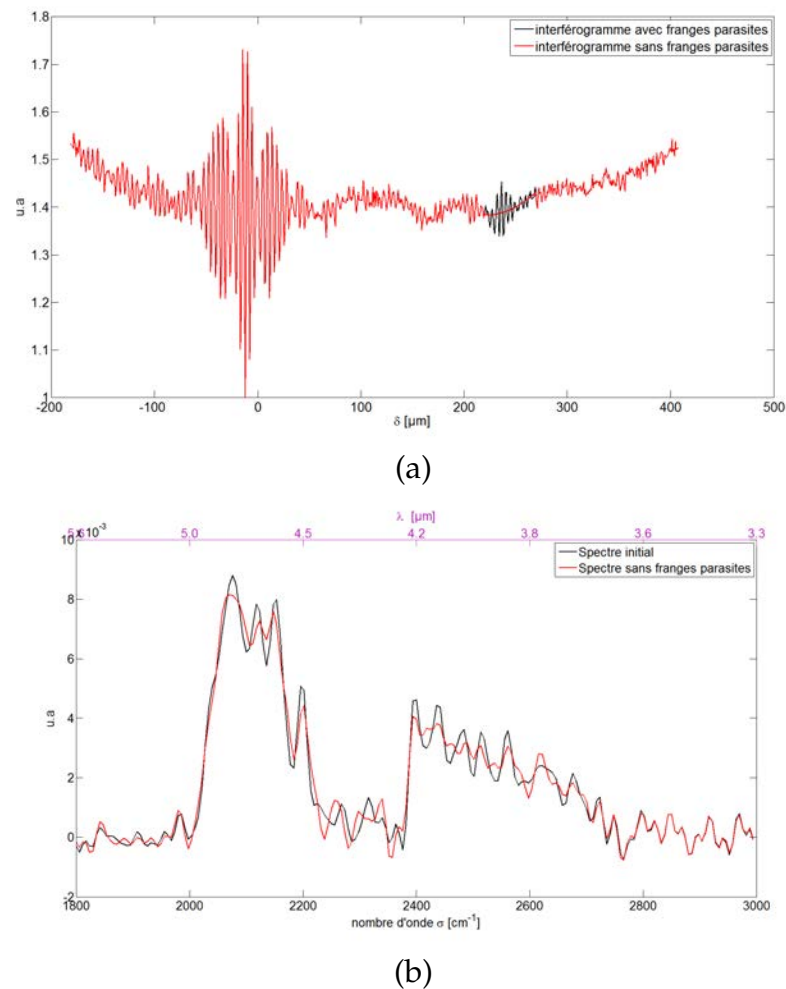 1.8
interférogramme avec franges parasites
interférogramme sans franges parasites
1.7
1.6
1.5
u.a
1.4
1.3
1.2
1.1
1
-200 -100 0 100 200 300 400 500
δ [µm]
(a)
λ [µm]
5.0 4.5 4.2 3.8 3.6 3.3
10 x 10⁻³
Spectre initial
Spectre sans franges parasites
8
6
u.a
4
2
0
-2
1800 2000 2200 2400 2600 2800 3000
nombre d'onde σ [cm⁻¹]
(b)